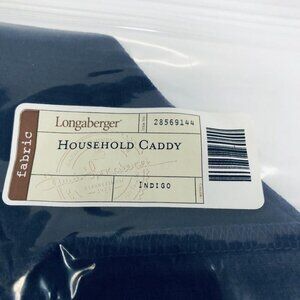 fabric
Longaberger
28569144
HOUSEHOLD CADDY
INDIGO